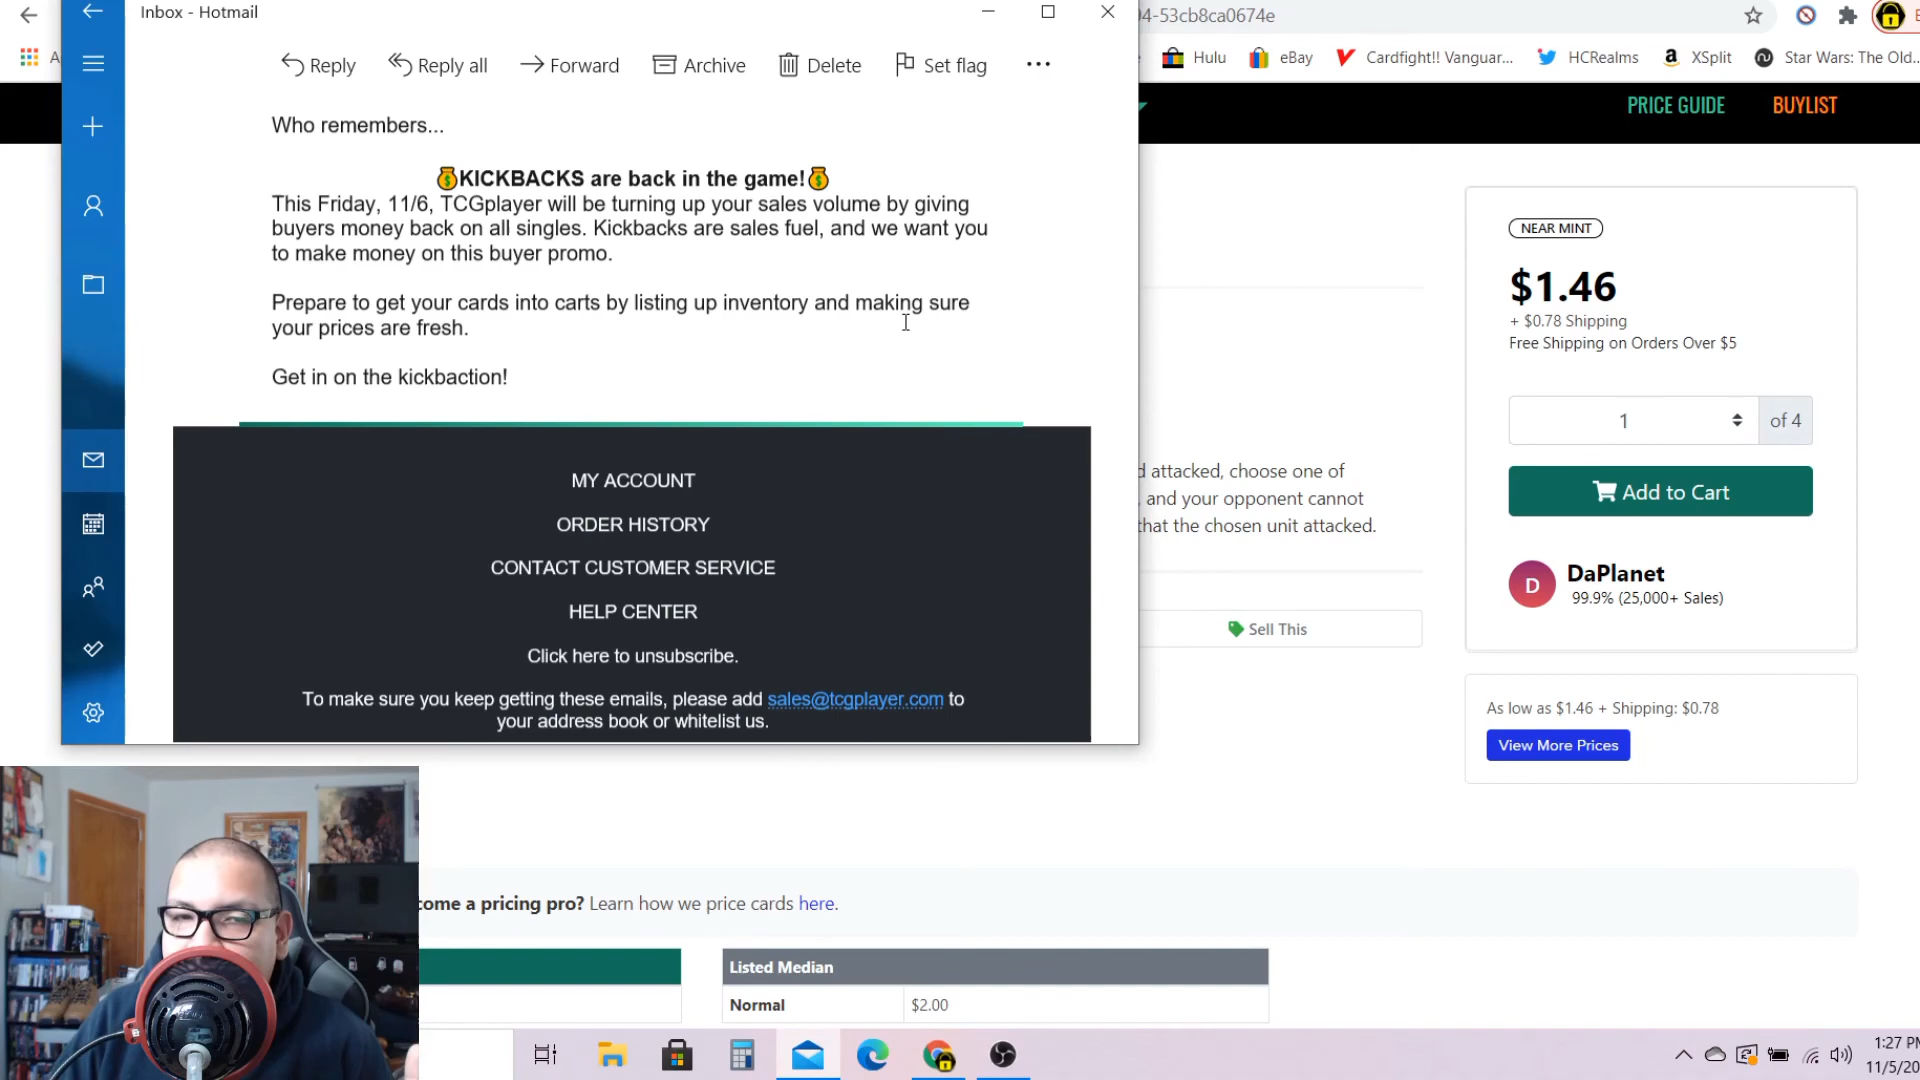 Inbox - Hotmail
Reply
Reply all
Forward
Archive
Delete
Set flag
Who remembers...
💰KICKBACKS are back in the game!💰
This Friday, 11/6, TCGplayer will be turning up your sales volume by giving
buyers money back on all singles. Kickbacks are sales fuel, and we want you
to make money on this buyer promo.
Prepare to get your cards into carts by listing up inventory and making sure
your prices are fresh.
Get in on the kickbaction!
MY ACCOUNT
ORDER HISTORY
CONTACT CUSTOMER SERVICE
HELP CENTER
Click here to unsubscribe.
To make sure you keep getting these emails, please add sales@tcgplayer.com to
your address book or whitelist us.
4-53cb8ca0674e
Hulu
eBay
Cardfight!! Vanguar...
HCRealms
XSplit
Star Wars: The Old...
PRICE GUIDE
BUYLIST
NEAR MINT
$1.46
+ $0.78 Shipping
Free Shipping on Orders Over $5
1
of 4
Add to Cart
D
DaPlanet
99.9% (25,000+ Sales)
d attacked, choose one of
, and your opponent cannot
that the chosen unit attacked.
Sell This
As low as $1.46 + Shipping: $0.78
View More Prices
come a pricing pro? Learn how we price cards here.
Listed Median
Normal
$2.00
1:27 PM
11/5/20